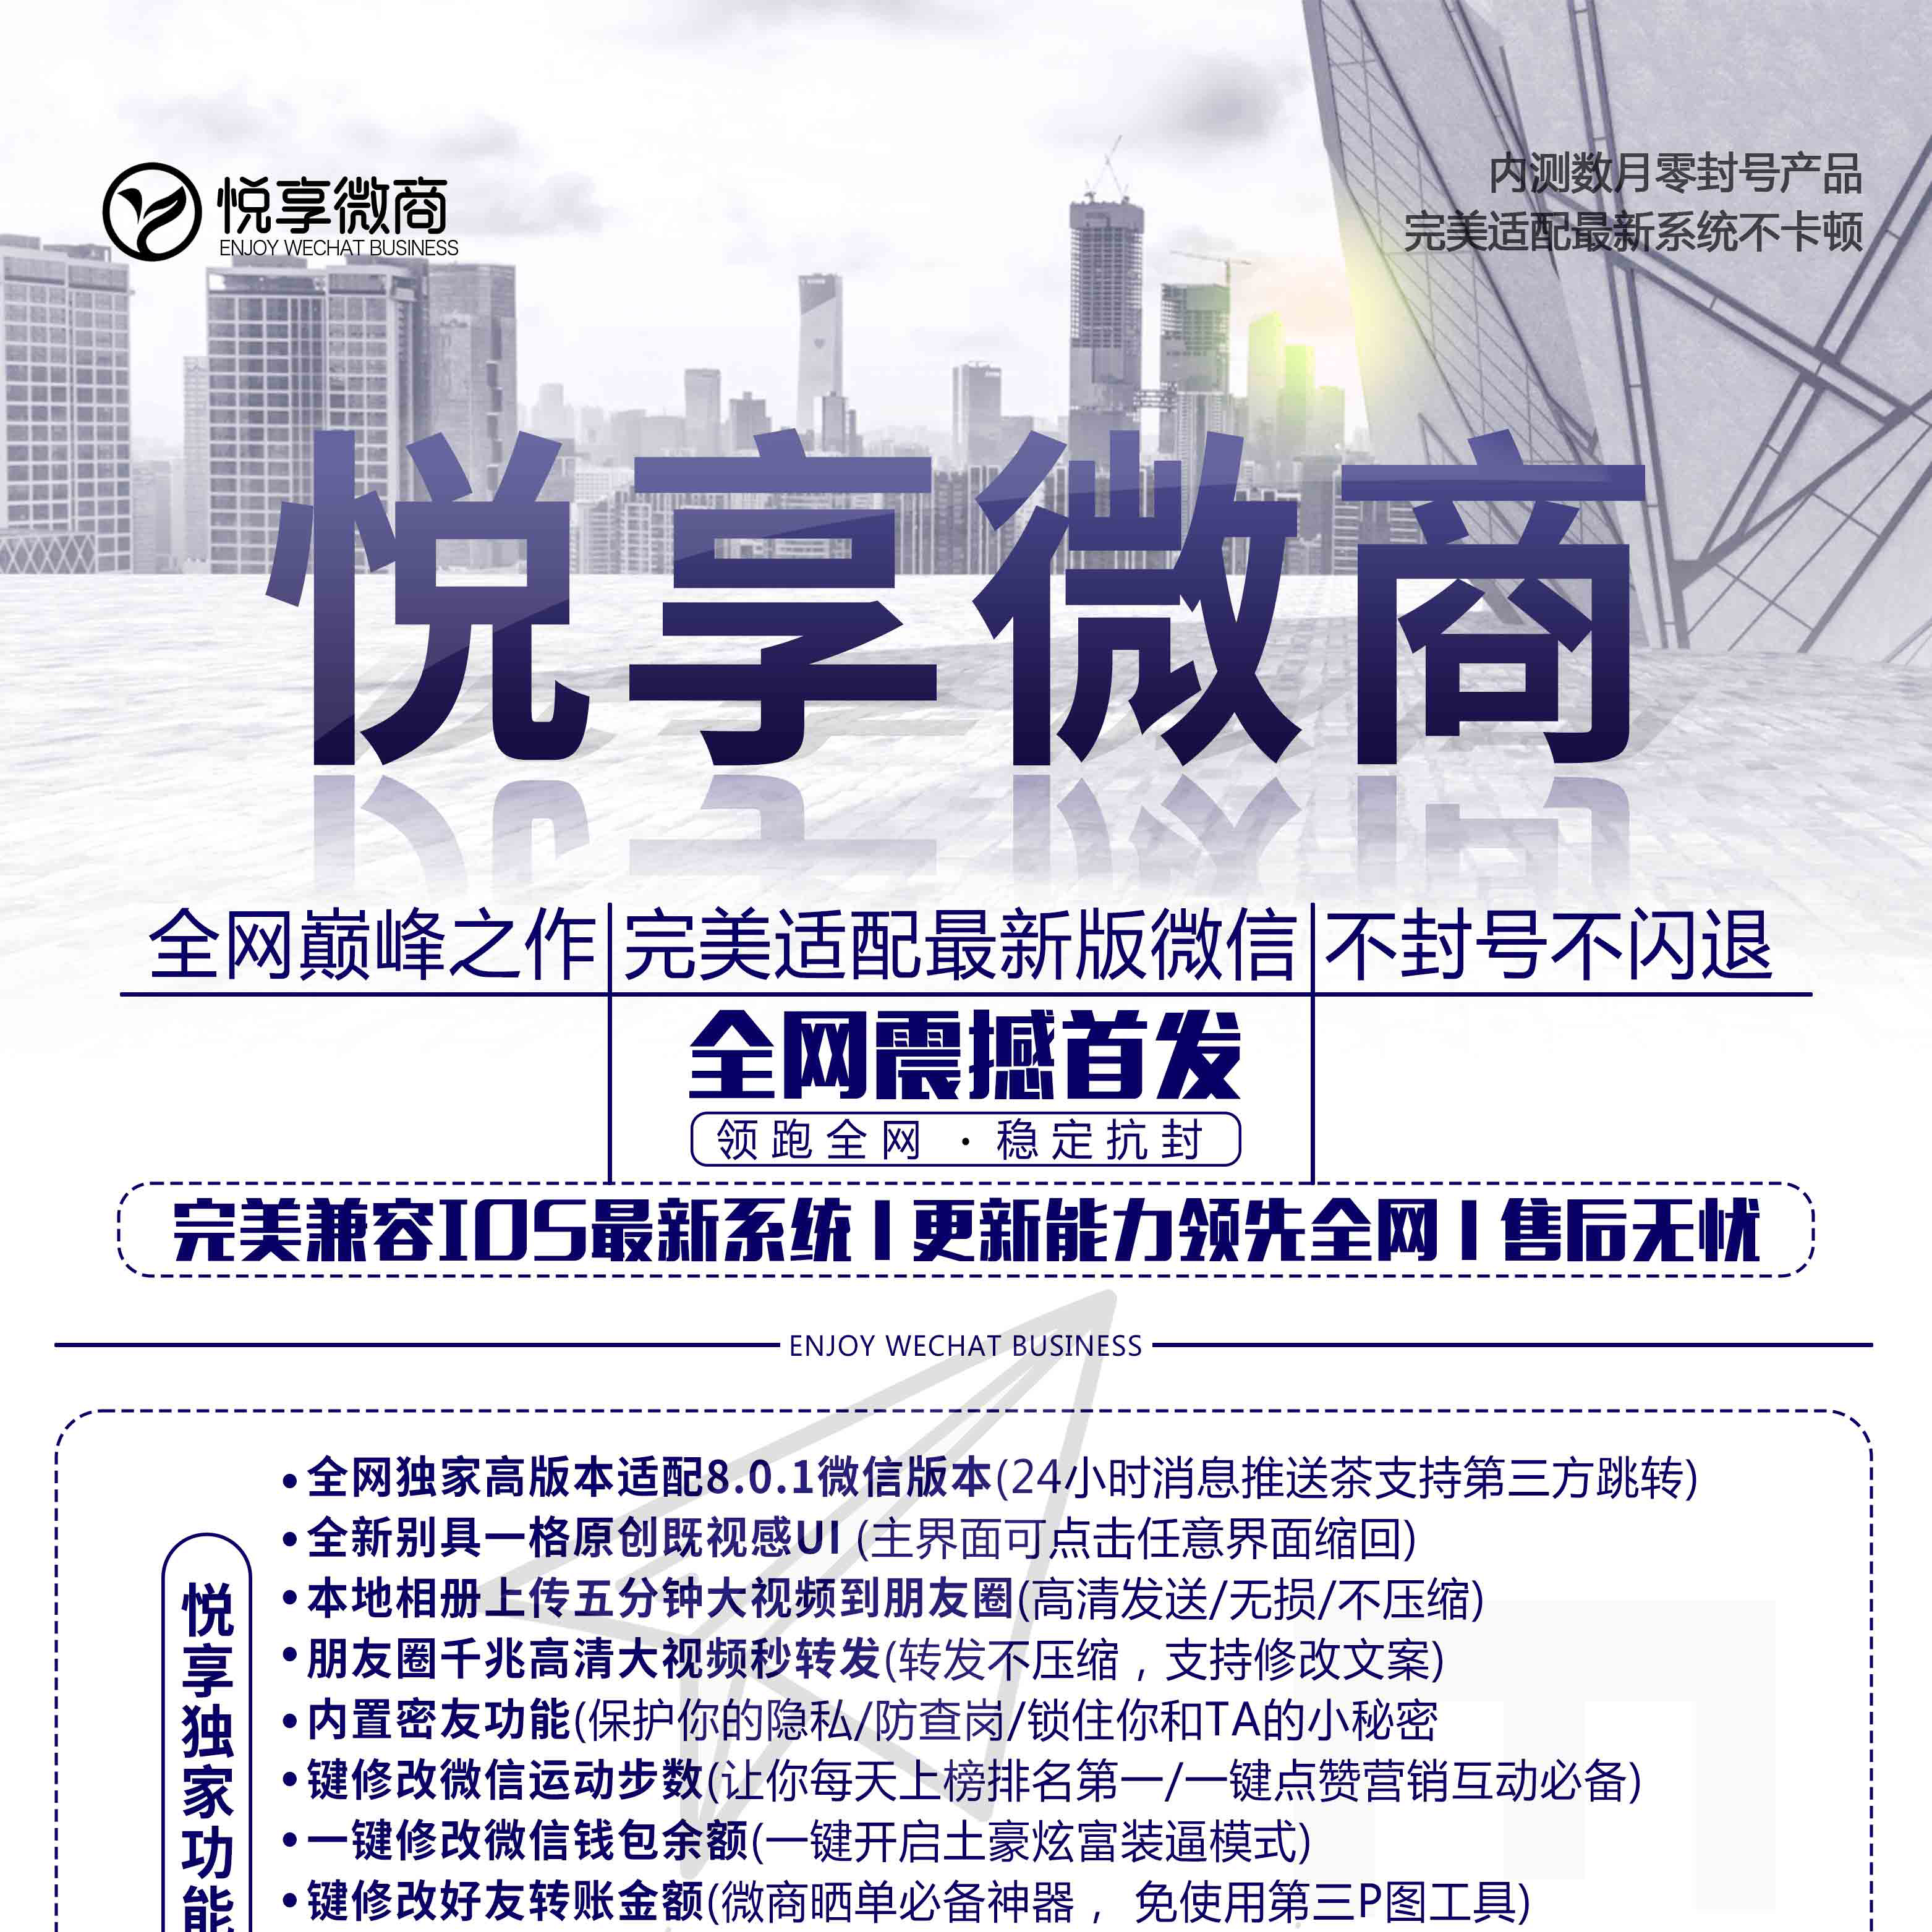 悦享微商
ENJOY WECHAT BUSINESS
内测数月零封号产品
完美适配最新系统不卡顿
悦享微商
全网巅峰之作 完美适配最新版微信 不封号不闪退
全网震撼首发
领跑全网 · 稳定抗封
完美兼容IOS最新系统 | 更新能力领先全网 | 售后无忧
ENJOY WECHAT BUSINESS
悦享独家功能
•全网独家高版本适配8.0.1微信版本(24小时消息推送茶支持第三方跳转)
•全新别具一格原创既视感UI (主界面可点击任意界面缩回)
•本地相册上传五分钟大视频到朋友圈(高清发送/无损/不压缩)
•朋友圈千兆高清大视频秒转发(转发不压缩，支持修改文案)
•内置密友功能(保护你的隐私/防查岗/锁住你和TA的小秘密
•键修改微信运动步数(让你每天上榜排名第一/一键点赞营销互动必备)
•一键修改微信钱包余额(一键开启土豪炫富装逼模式)
•键修改好友转账金额(微商晒单必备神器， 免使用第三P图工具)